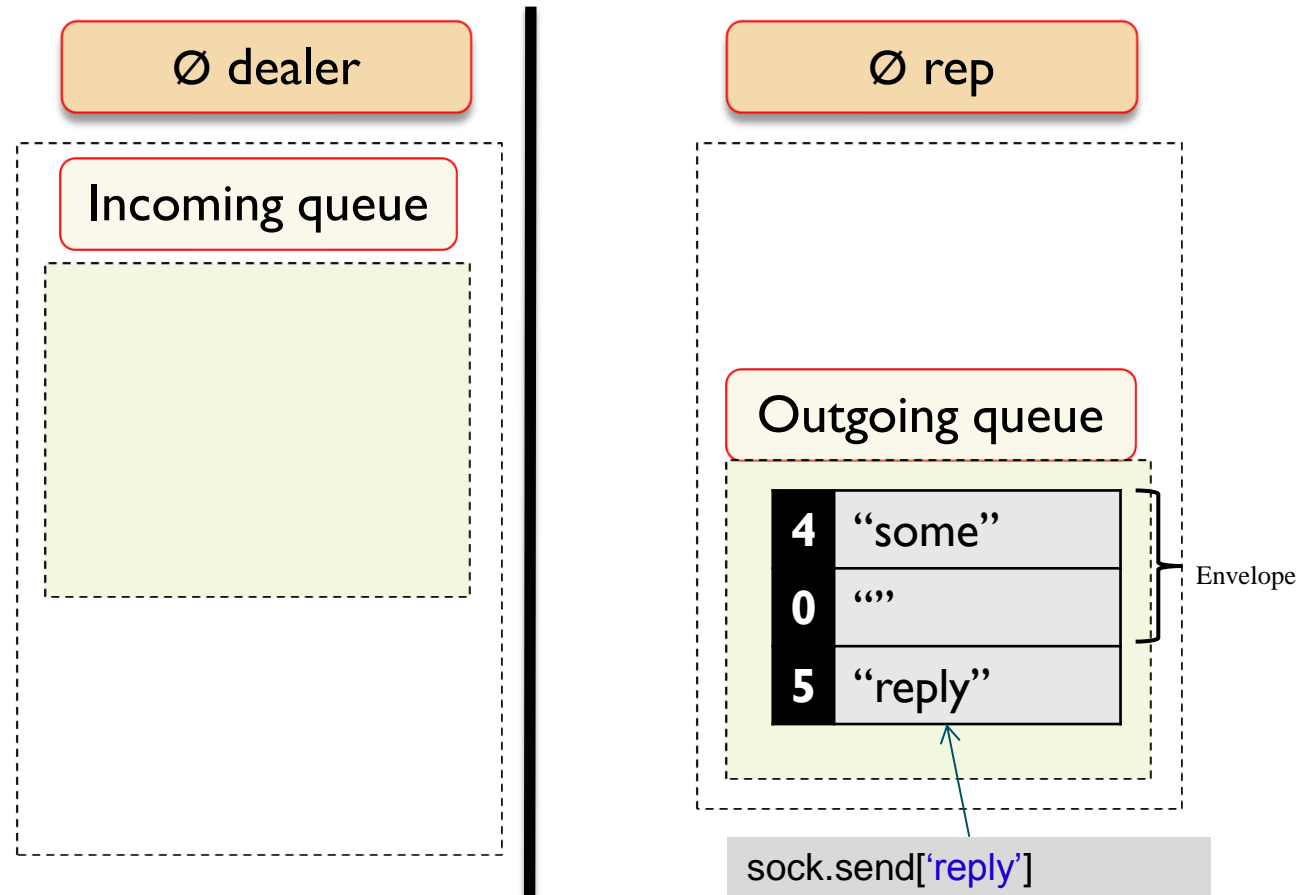 Ø dealer
Incoming queue
Ø rep
Outgoing queue
4 “some”
0 “”
5 “reply”
Envelope
sock.send[‘reply’]